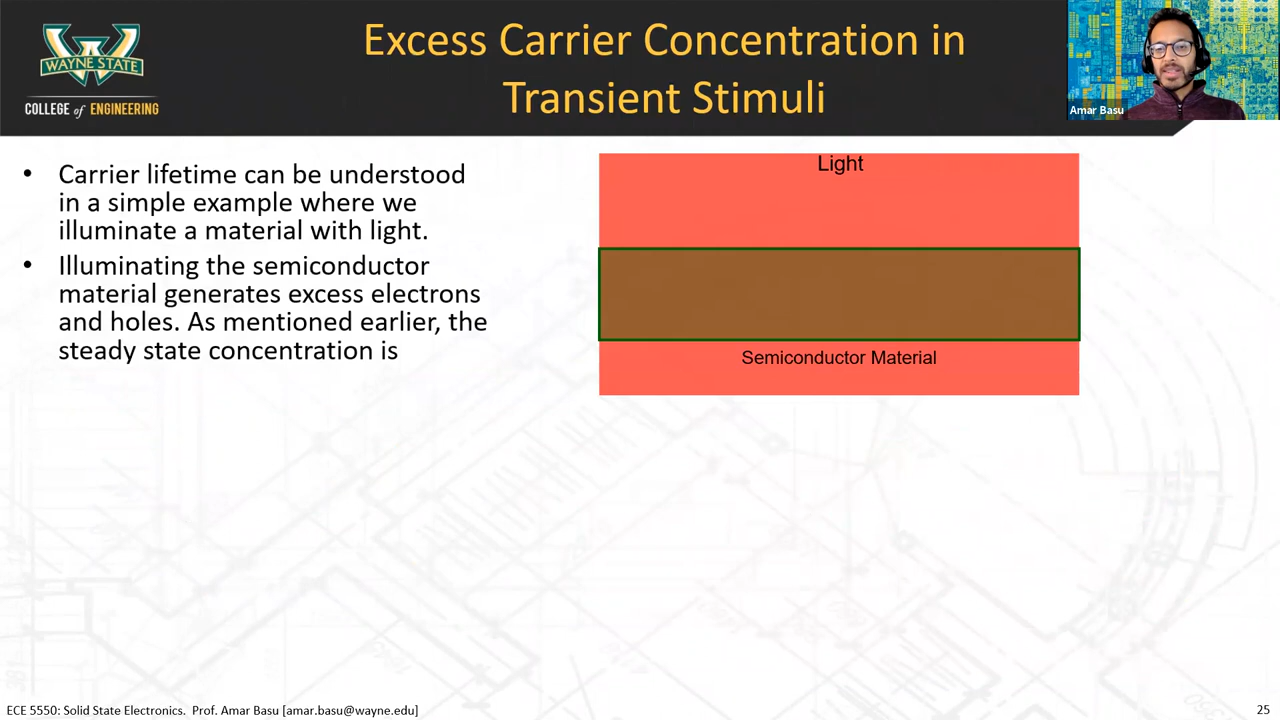 WAYNE STATE
COLLEGE of ENGINEERING
Excess Carrier Concentration in
Transient Stimuli
Amar Basu
• Carrier lifetime can be understood
in a simple example where we
illuminate a material with light.
• Illuminating the semiconductor
material generates excess electrons
and holes. As mentioned earlier, the
steady state concentration is
Light
Semiconductor Material
ECE 5550: Solid State Electronics. Prof. Amar Basu [amar.basu@wayne.edu]
25